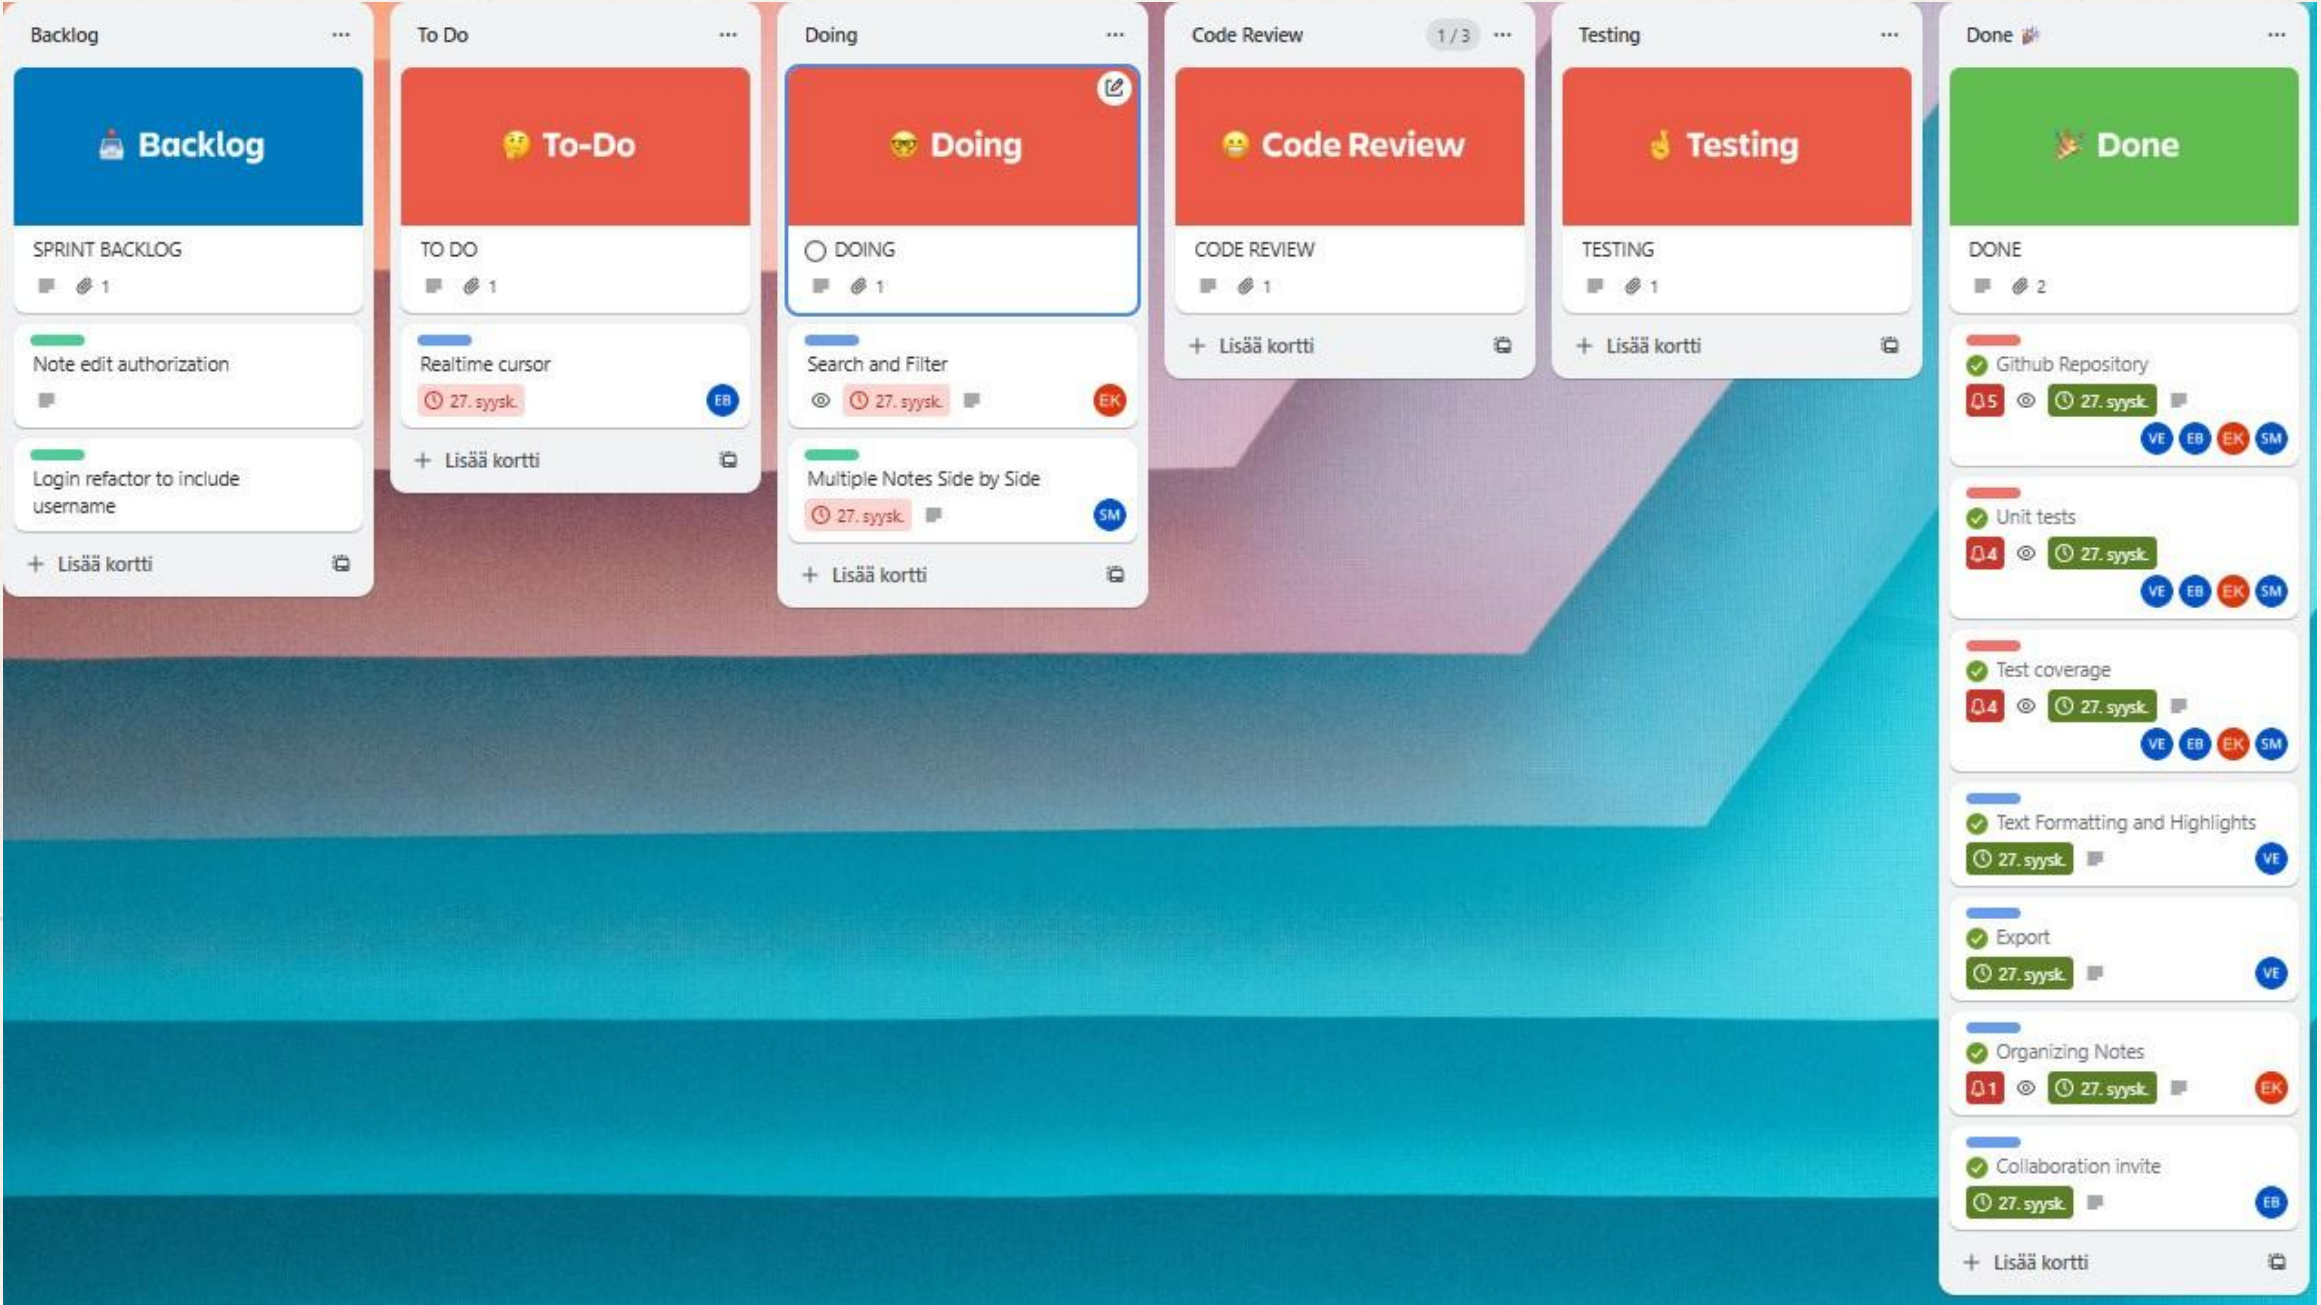 Backlog
Backlog
SPRINT BACKLOG
1
Note edit authorization
Login refactor to include
username
+ Lisää kortti
To Do
To-Do
TO DO
1
Realtime cursor
27. syysk.
EB
+ Lisää kortti
Doing
Doing
DOING
1
Search and Filter
27. syysk.
EK
Multiple Notes Side by Side
27. syysk.
SM
+ Lisää kortti
Code Review
1 / 3
Code Review
CODE REVIEW
1
+ Lisää kortti
Testing
Testing
TESTING
1
+ Lisää kortti
Done
Done
DONE
2
Github Repository
5 27. syysk.
VE EB EK SM
Unit tests
4 27. syysk.
VE EB EK SM
Test coverage
4 27. syysk.
VE EB EK SM
Text Formatting and Highlights
27. syysk.
VE
Export
27. syysk.
VE
Organizing Notes
1 27. syysk.
EK
Collaboration invite
27. syysk.
EB
+ Lisää kortti